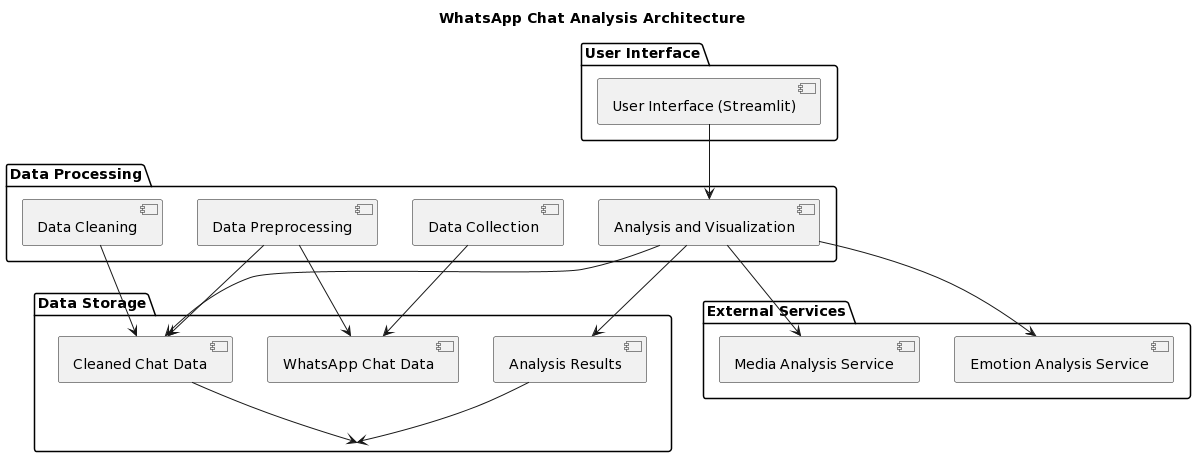 WhatsApp Chat Analysis Architecture
User Interface
User Interface (Streamlit)
Data Processing
Data Cleaning
Data Preprocessing
Data Collection
Analysis and Visualization
Data Storage
Cleaned Chat Data
WhatsApp Chat Data
Analysis Results
External Services
Media Analysis Service
Emotion Analysis Service